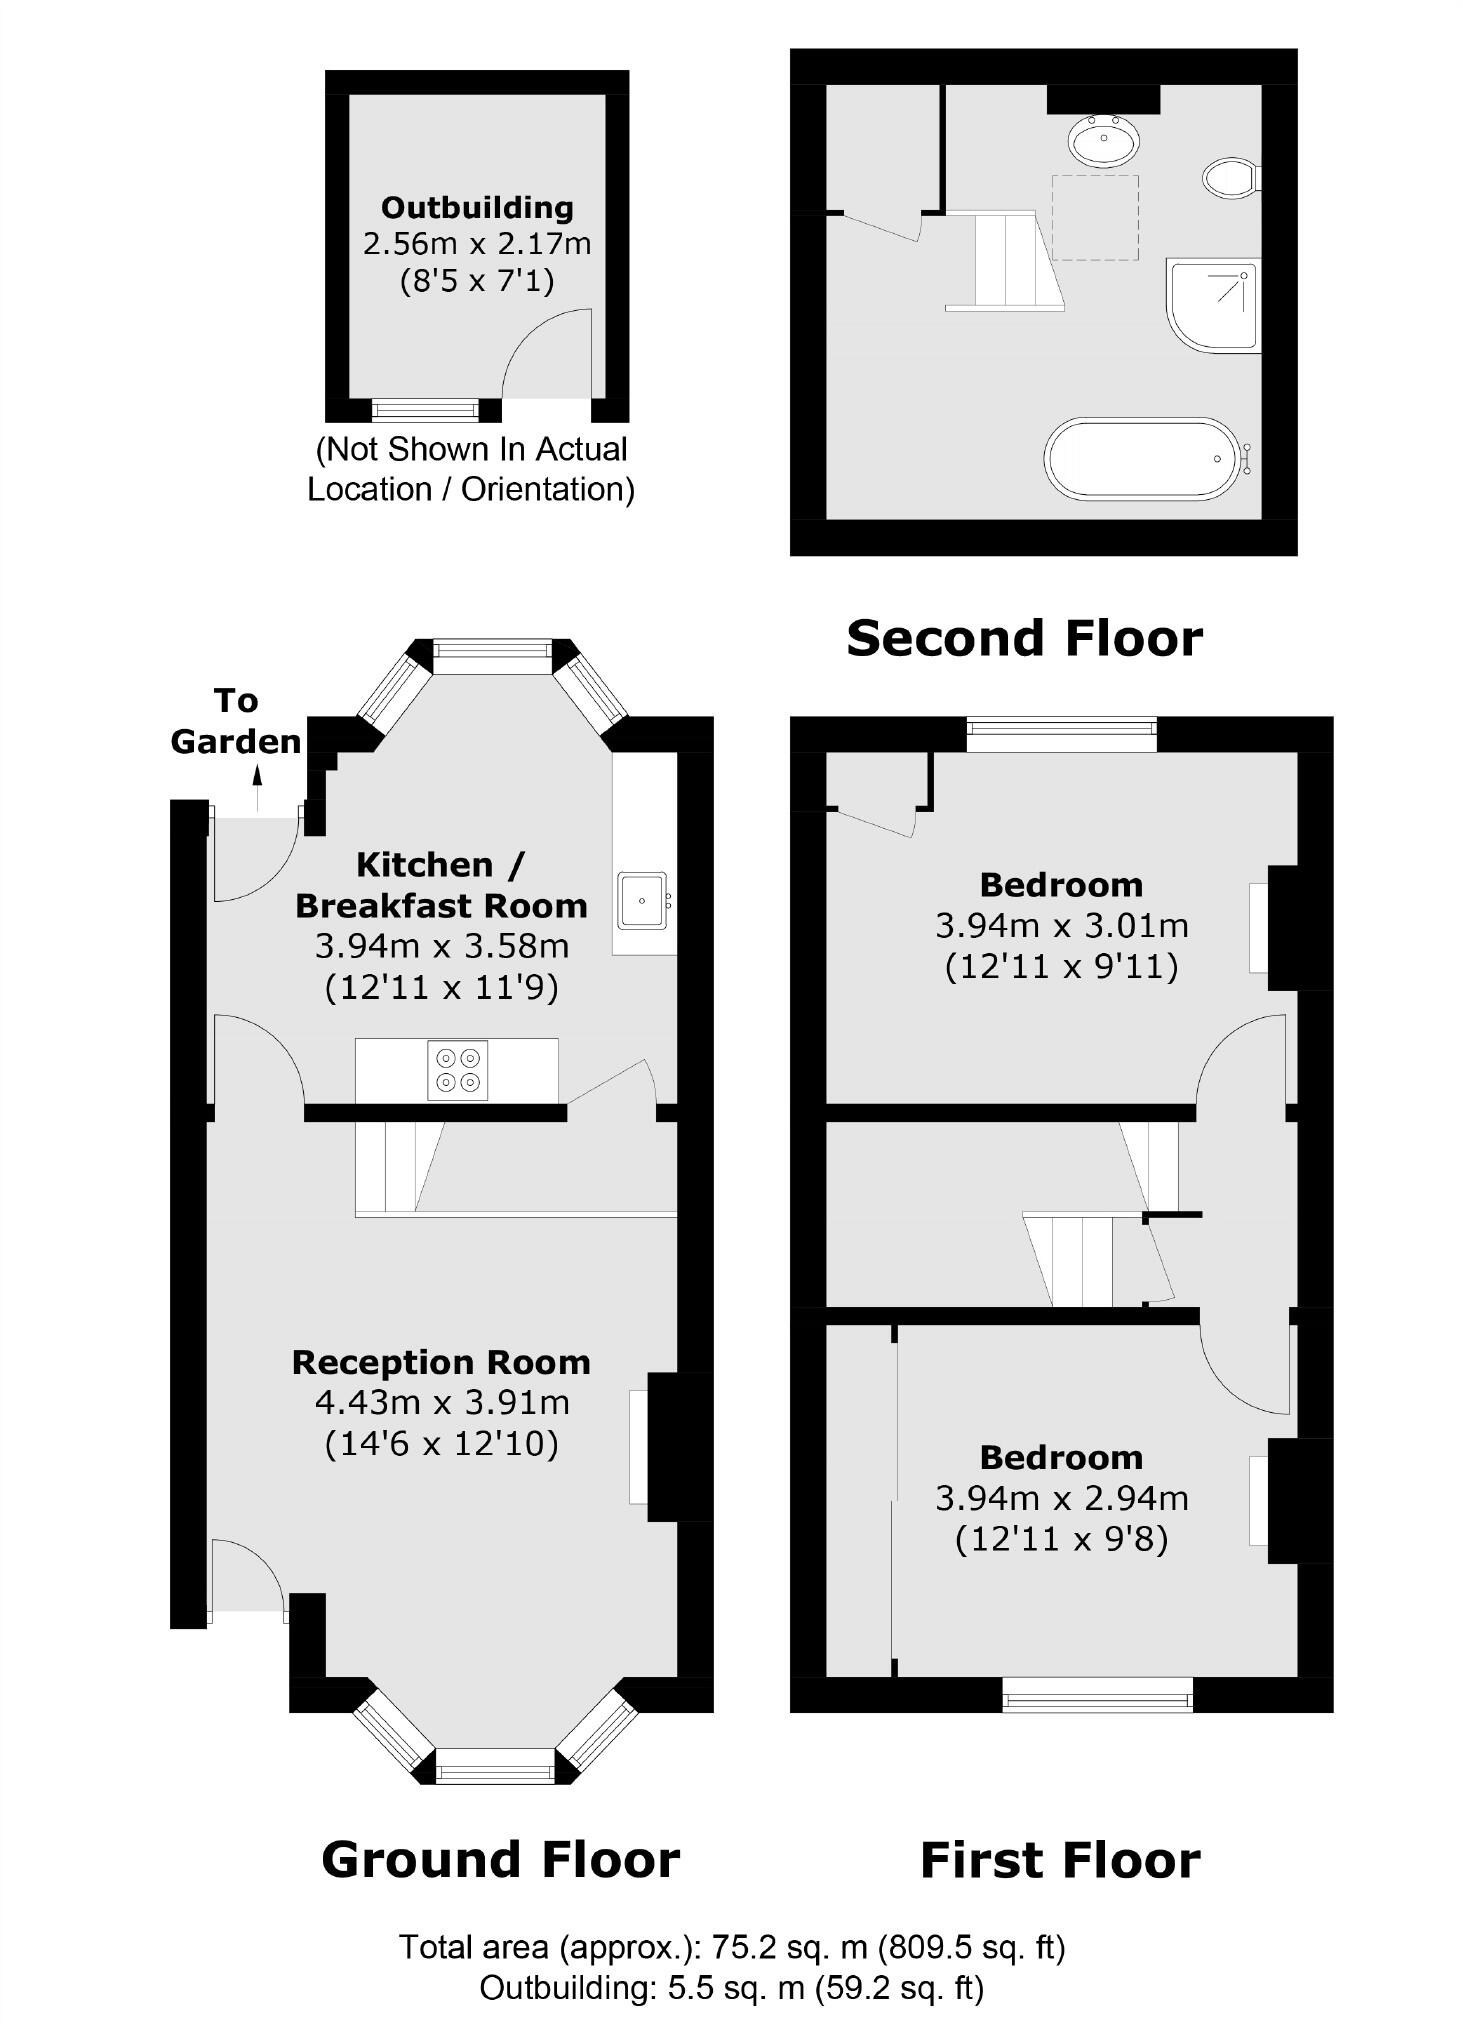 Outbuilding
2.56m x 2.17m
(8'5 x 7'1)
(Not Shown In Actual
Location / Orientation)
Second Floor
To
Garden
Kitchen /
Breakfast Room
3.94m x 3.58m
(12'11 x 11'9)
Reception Room
4.43m x 3.91m
(14'6 x 12'10)
Ground Floor
Bedroom
3.94m x 3.01m
(12'11 x 9'11)
Bedroom
3.94m x 2.94m
(12'11 x 9'8)
First Floor
Total area (approx.): 75.2 sq. m (809.5 sq. ft)
Outbuilding: 5.5 sq. m (59.2 sq. ft)